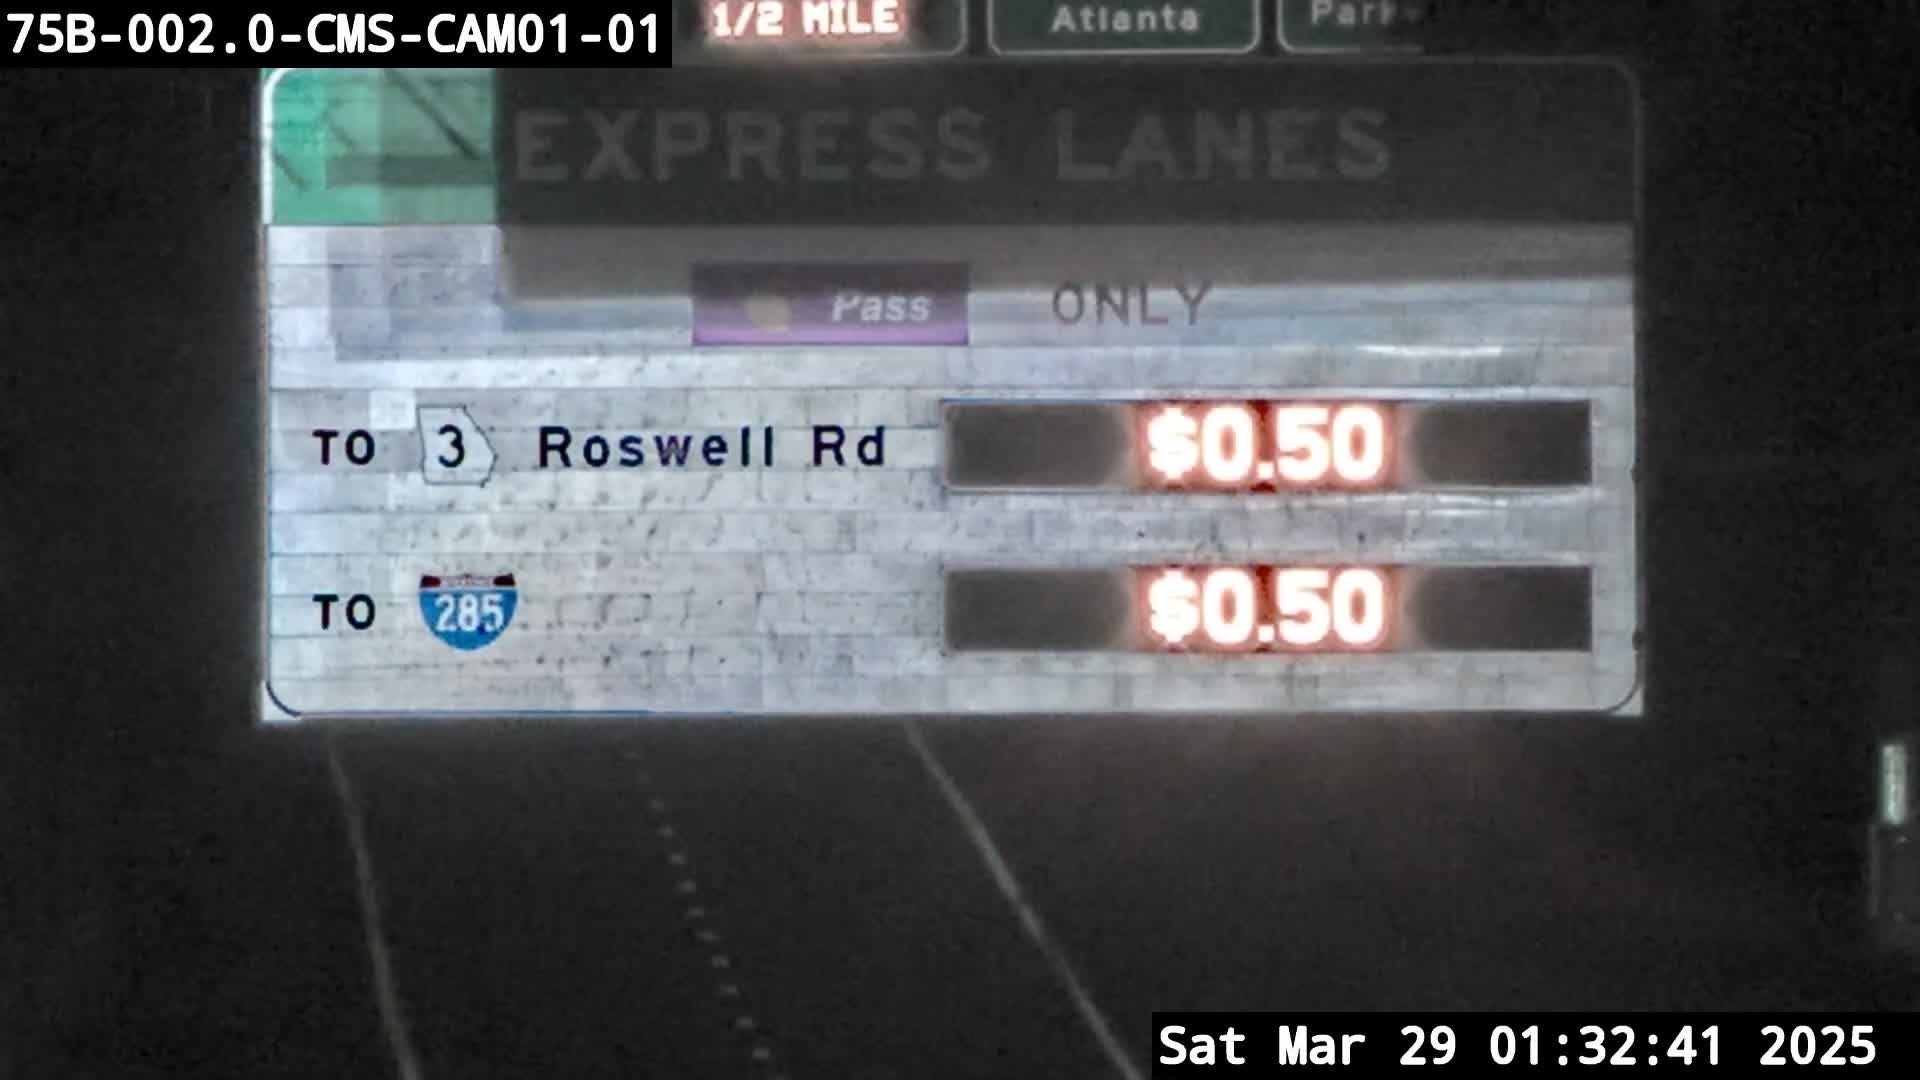 75B-002.0-CMS-CAM01-01
1/2 MILE
Atlanta
EXPRESS LANES
Pass ONLY
TO 3 Roswell Rd $0.50
TO 285 $0.50
Sat Mar 29 01:32:41 2025